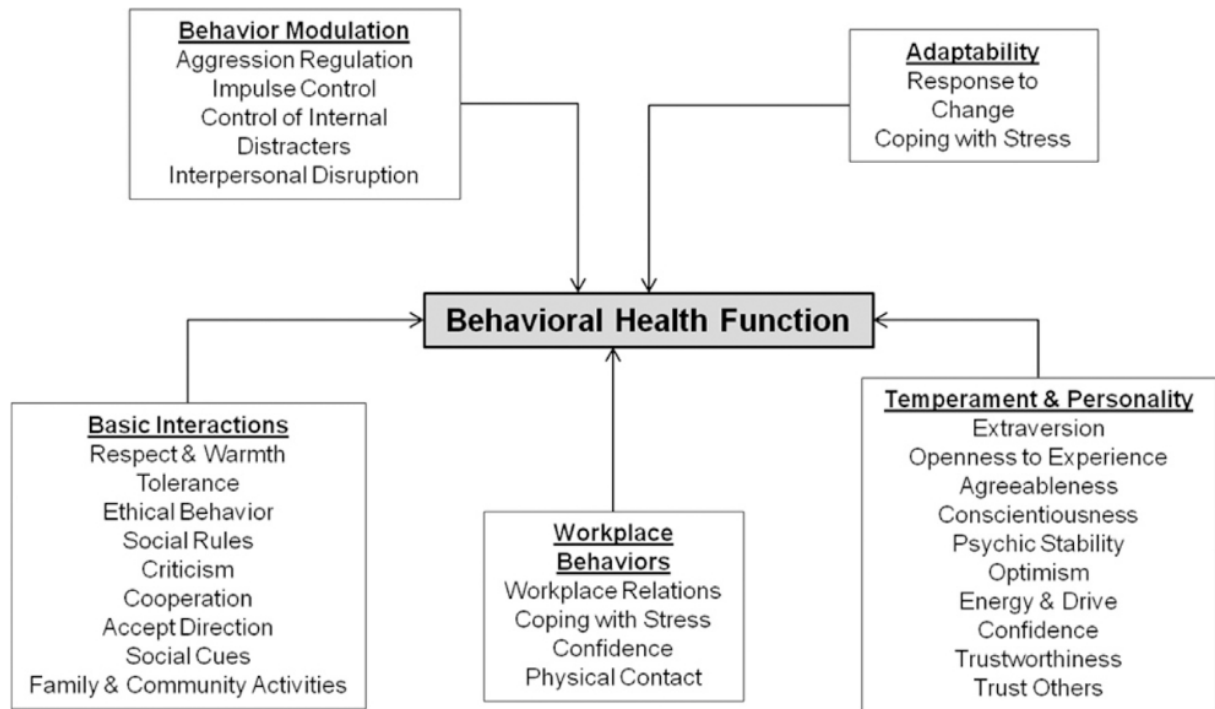 Behavior Modulation
Aggression Regulation
Impulse Control
Control of Internal
Distracters
Interpersonal Disruption
Adaptability
Response to
Change
Coping with Stress
Behavioral Health Function
Basic Interactions
Respect & Warmth
Tolerance
Ethical Behavior
Social Rules
Criticism
Cooperation
Accept Direction
Social Cues
Family & Community Activities
Workplace
Behaviors
Workplace Relations
Coping with Stress
Confidence
Physical Contact
Temperament & Personality
Extraversion
Openness to Experience
Agreeableness
Conscientiousness
Psychic Stability
Optimism
Energy & Drive
Confidence
Trustworthiness
Trust Others